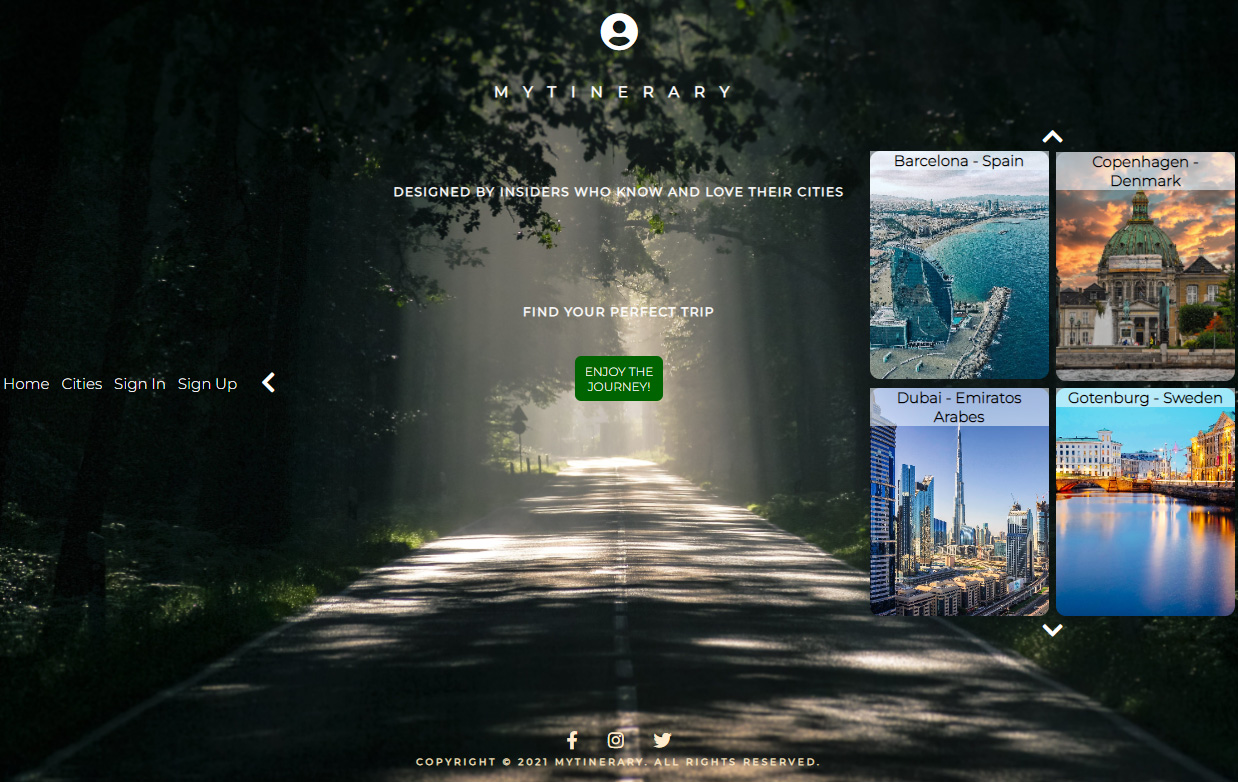 MYTINERARY
DESIGNED BY INSIDERS WHO KNOW AND LOVE THEIR CITIES
FIND YOUR PERFECT TRIP
ENJOY THE
JOURNEY!
Home Cities Sign In Sign Up
Barcelona - Spain
Copenhagen -
Denmark
Dubai - Emiratos
Arabes
Gotenburg - Sweden
COPYRIGHT © 2021 MYTINERARY. ALL RIGHTS RESERVED.